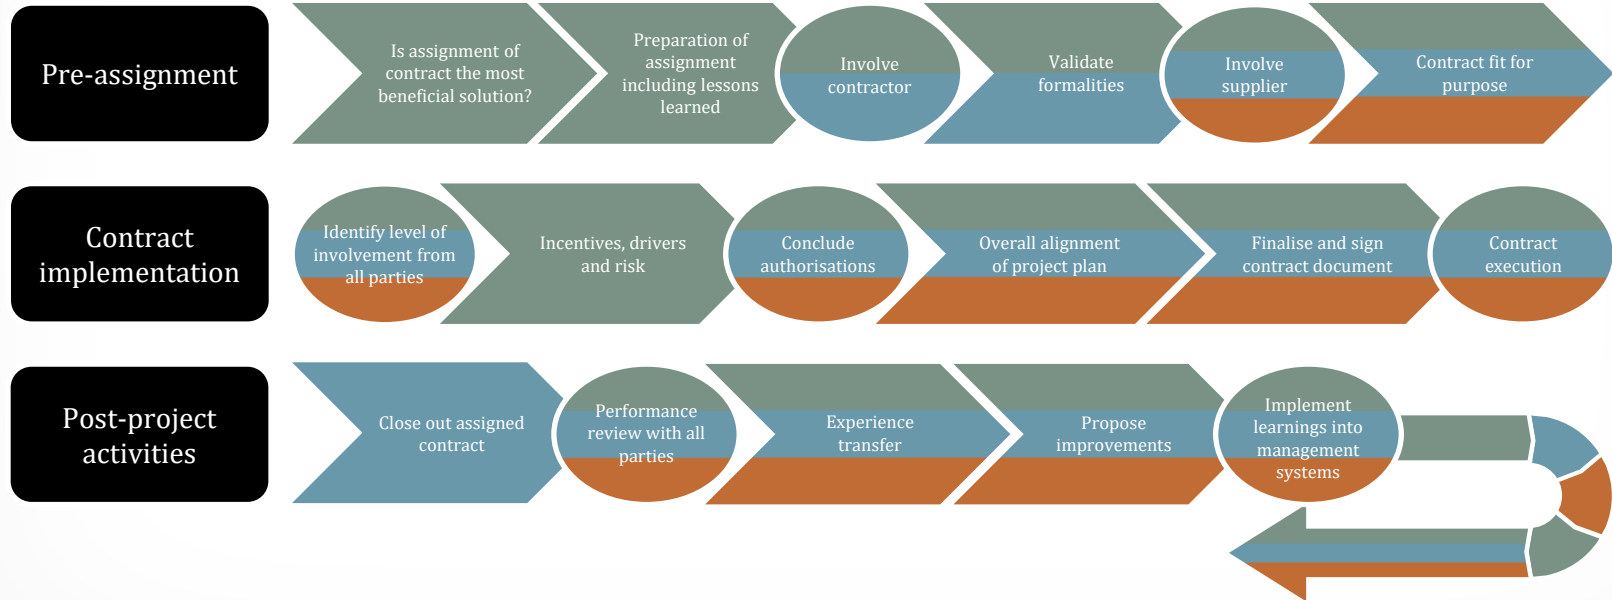 Pre-assignment
Is assignment of
contract the most
beneficial solution?
Preparation of
assignment
including lessons
learned
Involve
contractor
Validate
formalities
Involve
supplier
Contract fit for
purpose
Contract
implementation
Identify level of
involvement from
all parties
Incentives, drivers
and risk
Conclude
authorisations
Overall alignment
of project plan
Finalise and sign
contract document
Contract
execution
Post-project
activities
Close out assigned
contract
Performance
review with all
parties
Experience
transfer
Propose
improvements
Implement
learnings into
management
systems